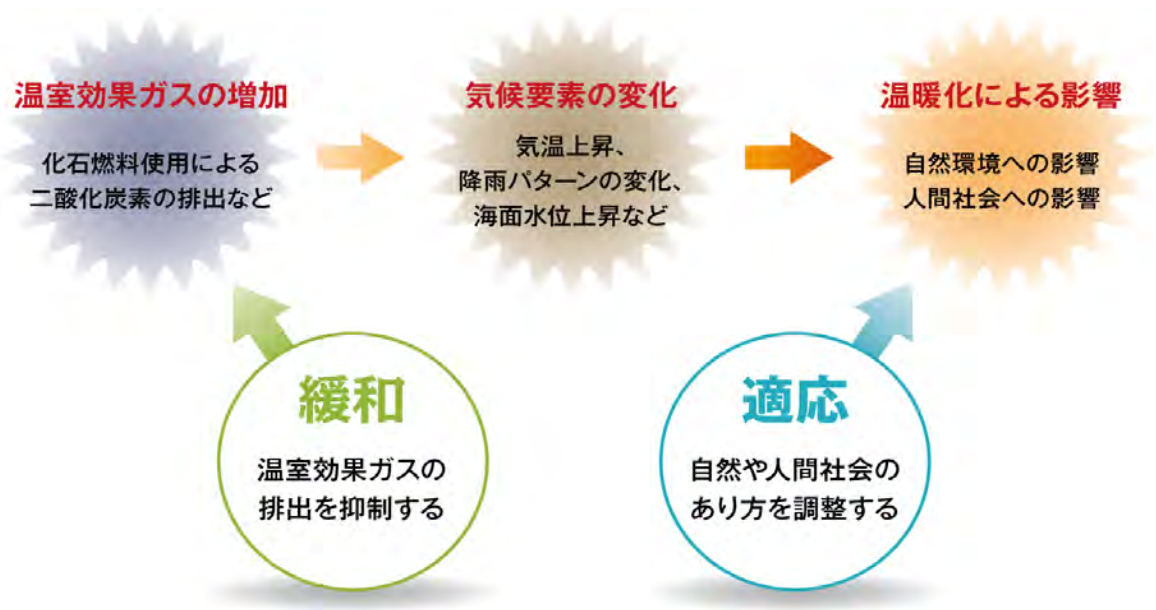 温室効果ガスの増加
化石燃料使用による
二酸化炭素の排出など
気候要素の変化
気温上昇、
降雨パターンの変化、
海面水位上昇など
温暖化による影響
自然環境への影響
人間社会への影響
緩和
温室効果ガスの
排出を抑制する
適応
自然や人間社会の
あり方を調整する